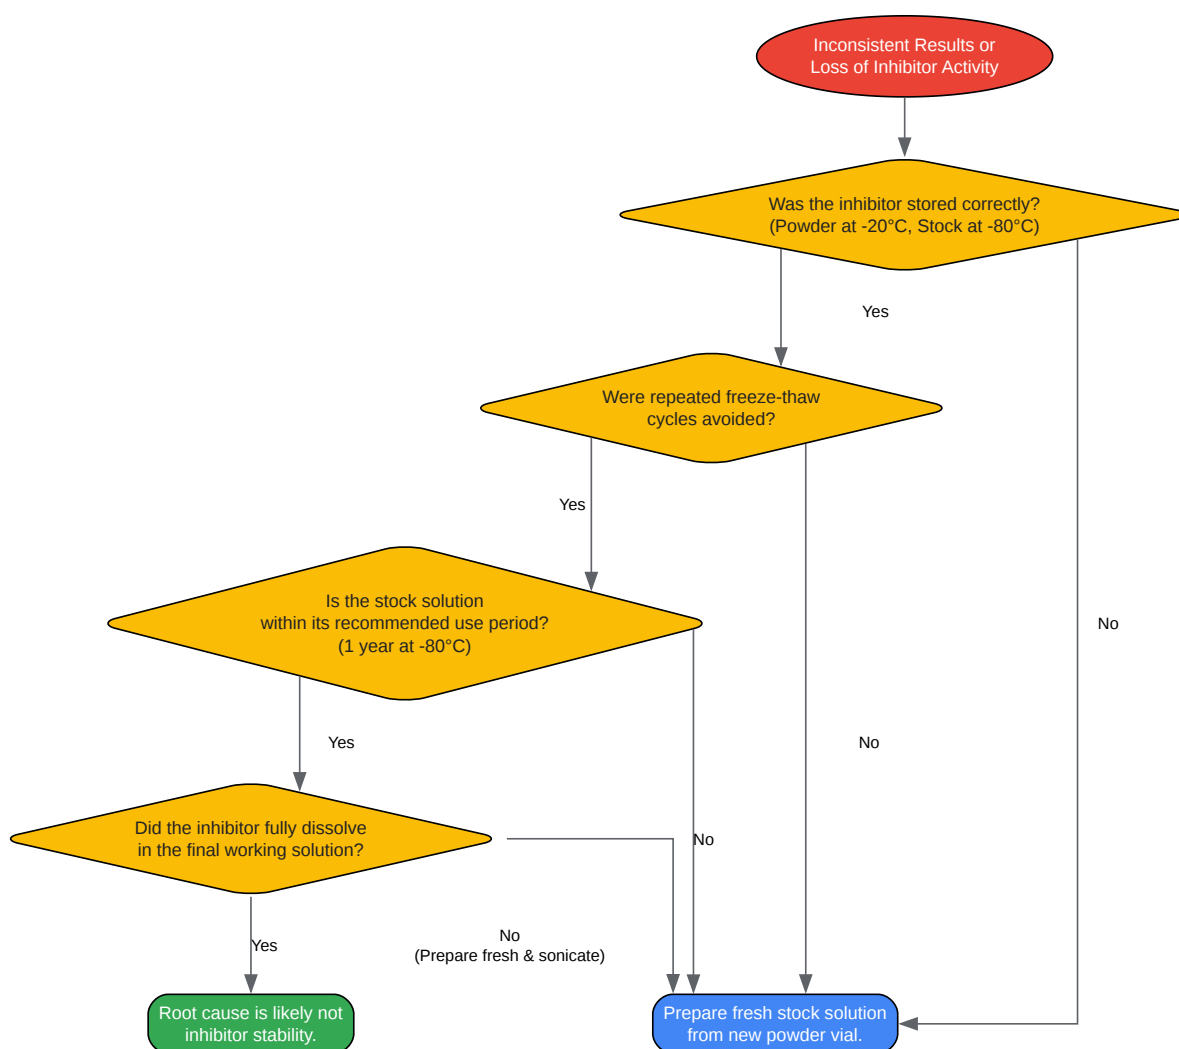 Inconsistent Results or
Loss of Inhibitor Activity
Was the inhibitor stored correctly?
(Powder at -20°C, Stock at -80°C)
Yes
Were repeated freeze-thaw
cycles avoided?
Yes
Is the stock solution
within its recommended use period?
(1 year at -80°C)
No
Yes
No
Did the inhibitor fully dissolve
in the final working solution?
No
Yes
No
(Prepare fresh & sonicate)
Root cause is likely not
inhibitor stability.
Prepare fresh stock solution
from new powder vial.